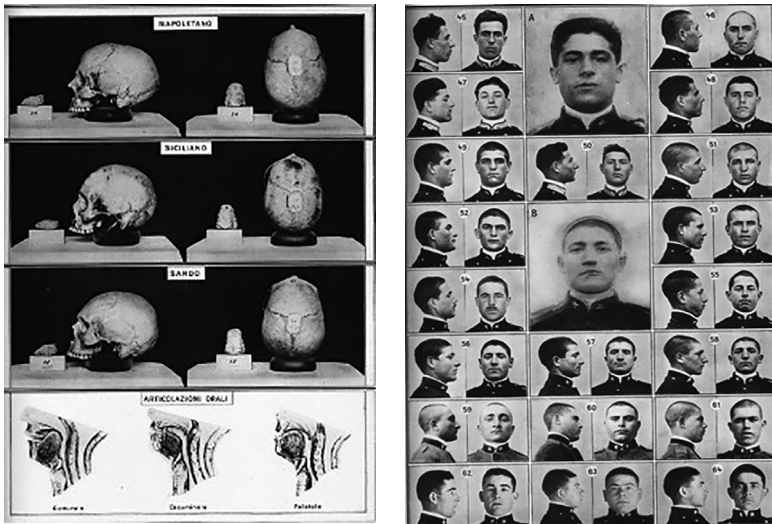 NAPOLETANO
SICILIANO
SARDO
ARTICOLAZIONI ORALI
Cacuminale Palatale
45 A 46
47 48
49 50 51
52 B 53
54 55
56 57 58
59 60 61
62 63 64